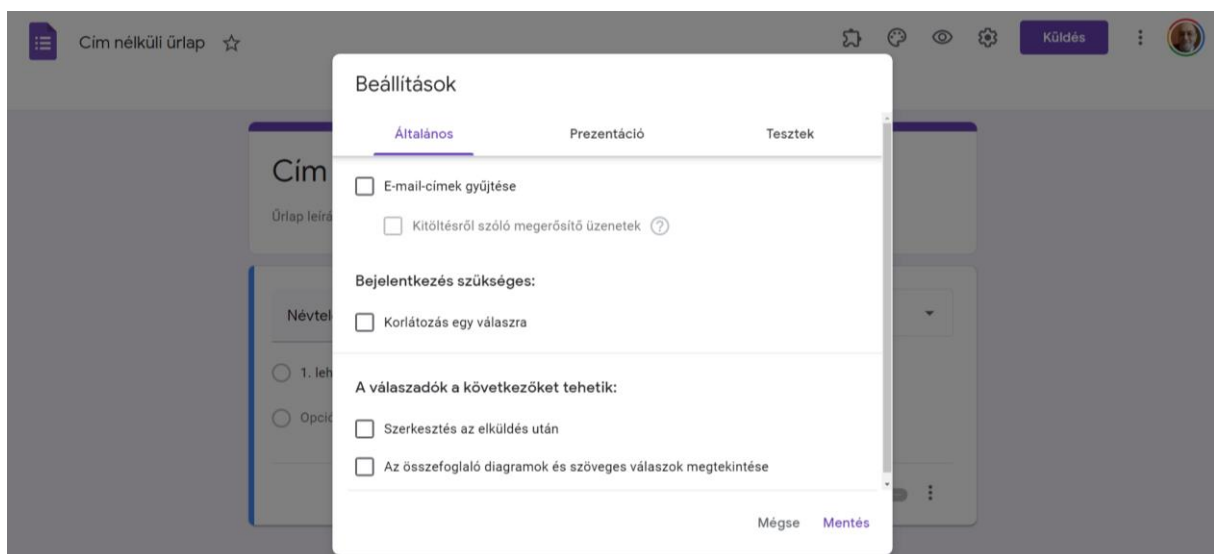 Cím nélküli űrlap
Küldés
Beállítások
Általános Prezentáció Tesztek
Cím
E-mail-címek gyűjtése
Űrlap leírá
Kitöltésről szóló megerősítő üzenetek ?
Bejelentkezés szükséges:
Névtel
Korlátozás egy válaszra
1. leh
A válaszadók a következőket tehetik:
Opció
Szerkesztés az elküldés után
Az összefoglaló diagramok és szöveges válaszok megtekintése
Mégse Mentés